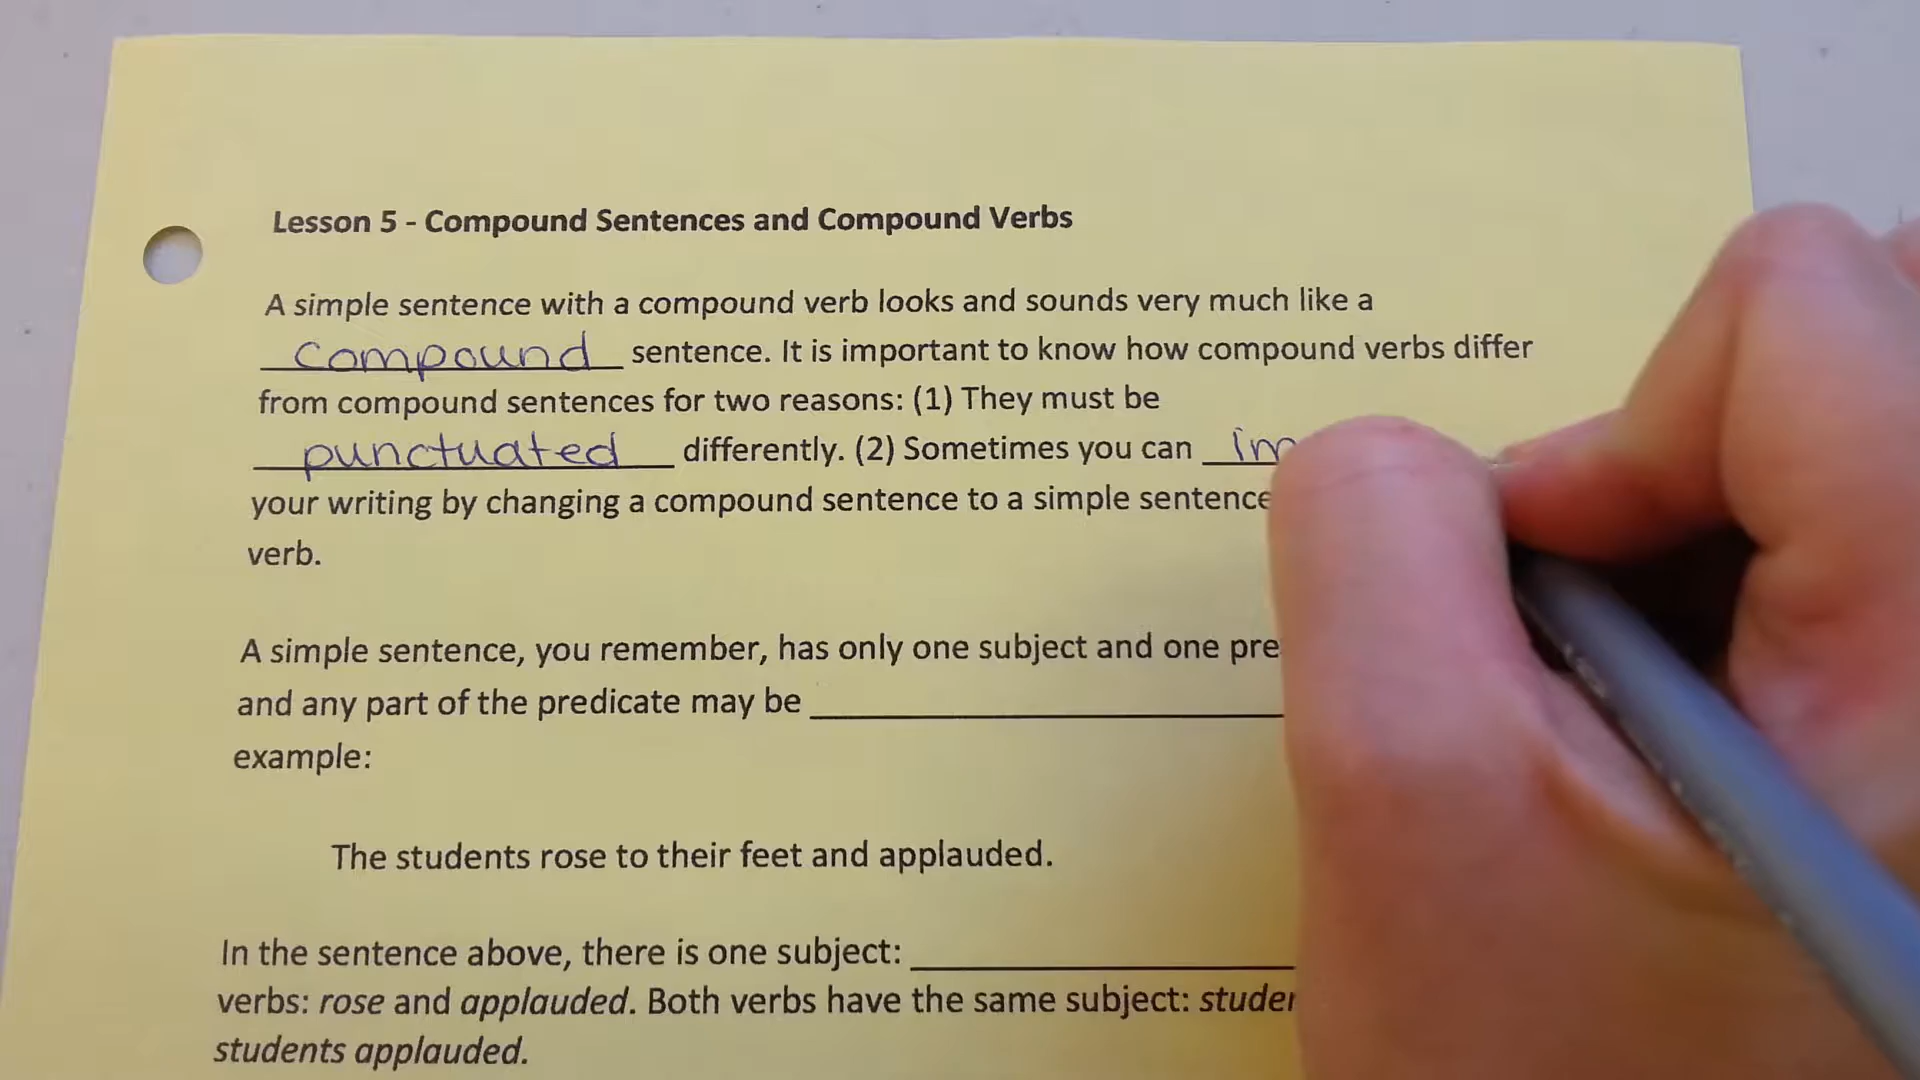 Lesson 5 - Compound Sentences and Compound Verbs
A simple sentence with a compound verb looks and sounds very much like a
compound sentence. It is important to know how compound verbs differ
from compound sentences for two reasons: (1) They must be
punctuated differently. (2) Sometimes you can im
your writing by changing a compound sentence to a simple sentence
verb.
A simple sentence, you remember, has only one subject and one pre
and any part of the predicate may be
example:
The students rose to their feet and applauded.
In the sentence above, there is one subject:
verbs: rose and applauded. Both verbs have the same subject:
students applauded.